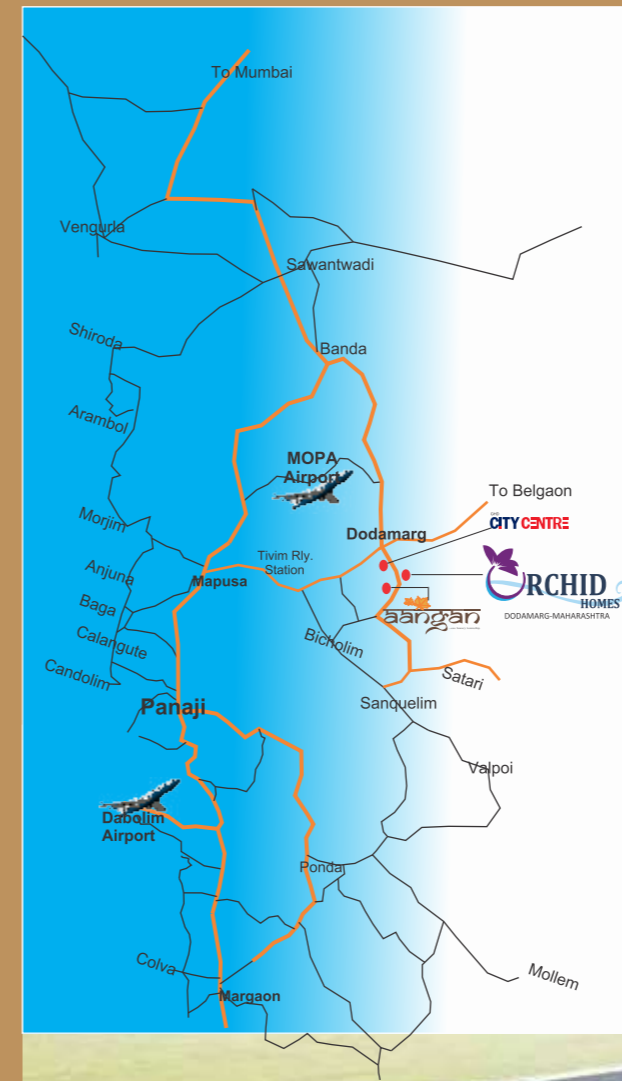 To Mumbai
Vengurla
Sawantwadi
Shiroda
Banda
Arambol
MOPA
Airport
To Belgaon
Morjim
THE
CITY CENTRE
Dodamarg
Tivim Rly.
Station
Anjuna
Mapusa
ORCHID
HOMES
DODAMARG-MAHARASHTRA
Baga
aangan
Calangute
Bicholim
Candolim
Satari
Panaji
Sanquelim
Valpoi
Dabolim
Airport
Ponda
Colva
Mollem
Margaon